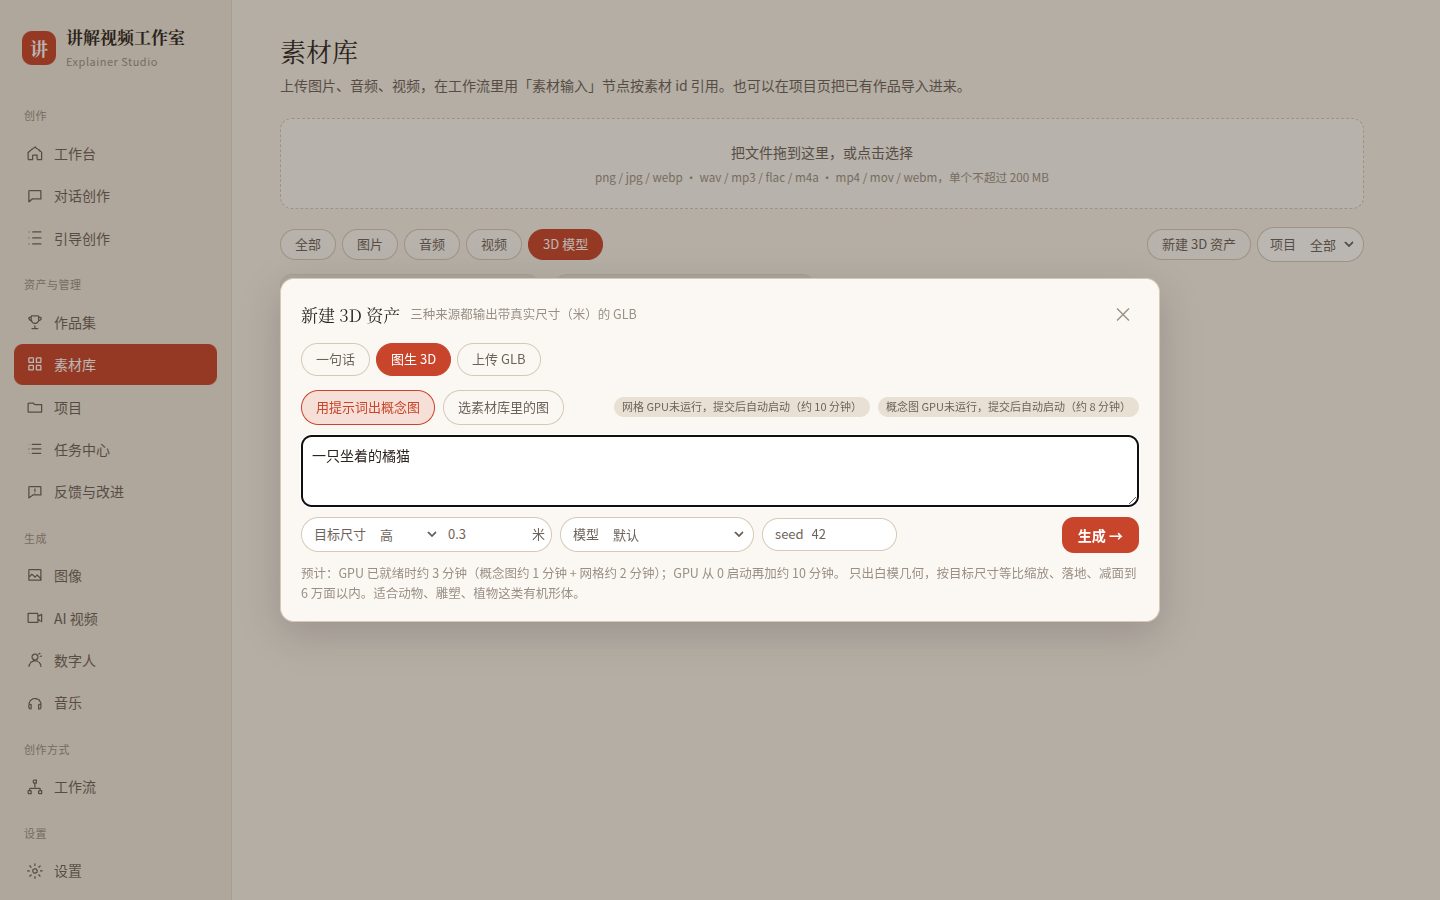 讲
讲解视频工作室
Explainer Studio
创作
工作台
对话创作
引导创作
资产与管理
作品集
素材库
项目
任务中心
反馈与改进
生成
图像
AI 视频
数字人
音乐
创作方式
工作流
设置
设置
素材库
上传图片、音频、视频，在工作流里用「素材输入」节点按素材 id 引用。也可以在项目页把已有作品导入进来。
把文件拖到这里，或点击选择
png / jpg / webp · wav / mp3 / flac / m4a · mp4 / mov / webm，单个不超过 200 MB
全部 图片 音频 视频 3D 模型 新建 3D 资产 项目 全部
新建 3D 资产 三种来源都输出带真实尺寸（米）的 GLB
一句话 图生 3D 上传 GLB
用提示词出概念图 选素材库里的图 网格 GPU未运行，提交后自动启动（约 10 分钟） 概念图 GPU未运行，提交后自动启动（约 8 分钟）
一只坐着的橘猫
目标尺寸 高 0.3 米 模型 默认 seed 42 生成 →
预计：GPU 已就绪时约 3 分钟（概念图约 1 分钟 + 网格约 2 分钟）；GPU 从 0 启动再加约 10 分钟。 只出白模几何，按目标尺寸等比缩放、落地、减面到
6 万面以内。适合动物、雕塑、植物这类有机形体。